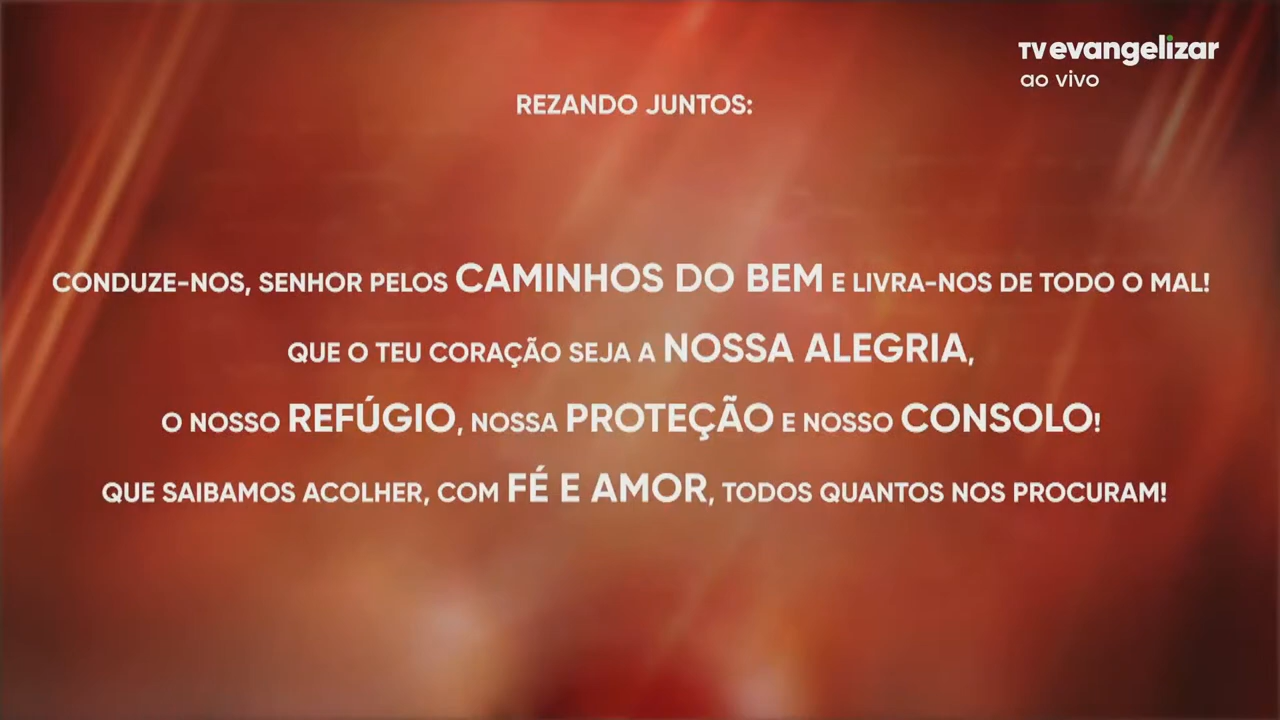 TV evangelizar
ao vivo
REZANDO JUNTOS:
CONDUZE-NOS, SENHOR PELOS CAMINHOS DO BEM E LIVRA-NOS DE TODO O MAL!
QUE O TEU CORAÇÃO SEJA A NOSSA ALEGRIA,
O NOSSO REFÚGIO, NOSSA PROTEÇÃO E NOSSO CONSOLO!
QUE SAIBAMOS ACOLHER, COM FÉ E AMOR, TODOS QUANTOS NOS PROCURAM!